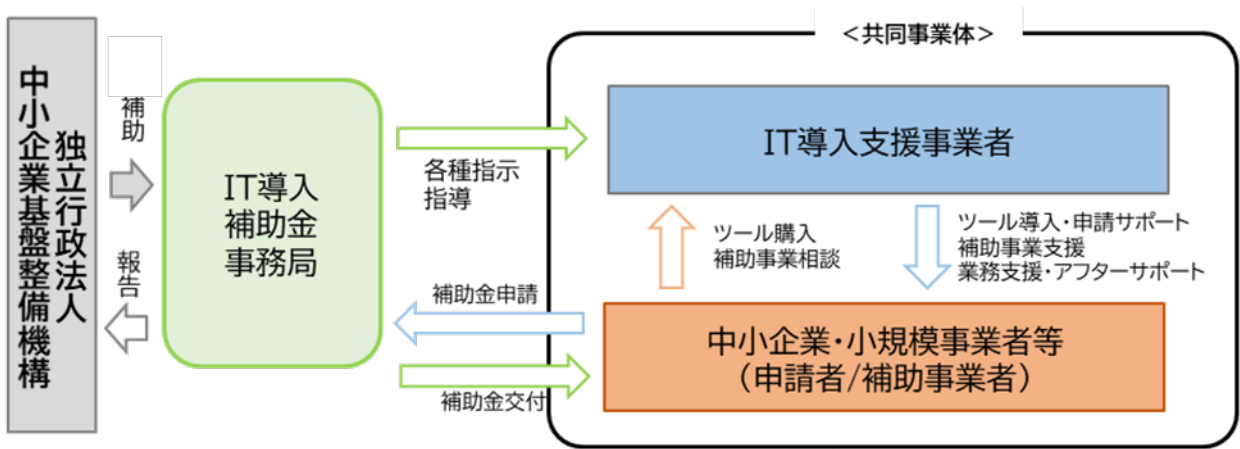 独立行政法人
中小企業基盤整備機構
補助
報告
IT導入
補助金
事務局
各種指示
指導
補助金申請
補助金交付
＜共同事業体＞
IT導入支援事業者
ツール購入
補助事業相談
ツール導入・申請サポート
補助事業支援
業務支援・アフターサポート
中小企業・小規模事業者等
（申請者/補助事業者）